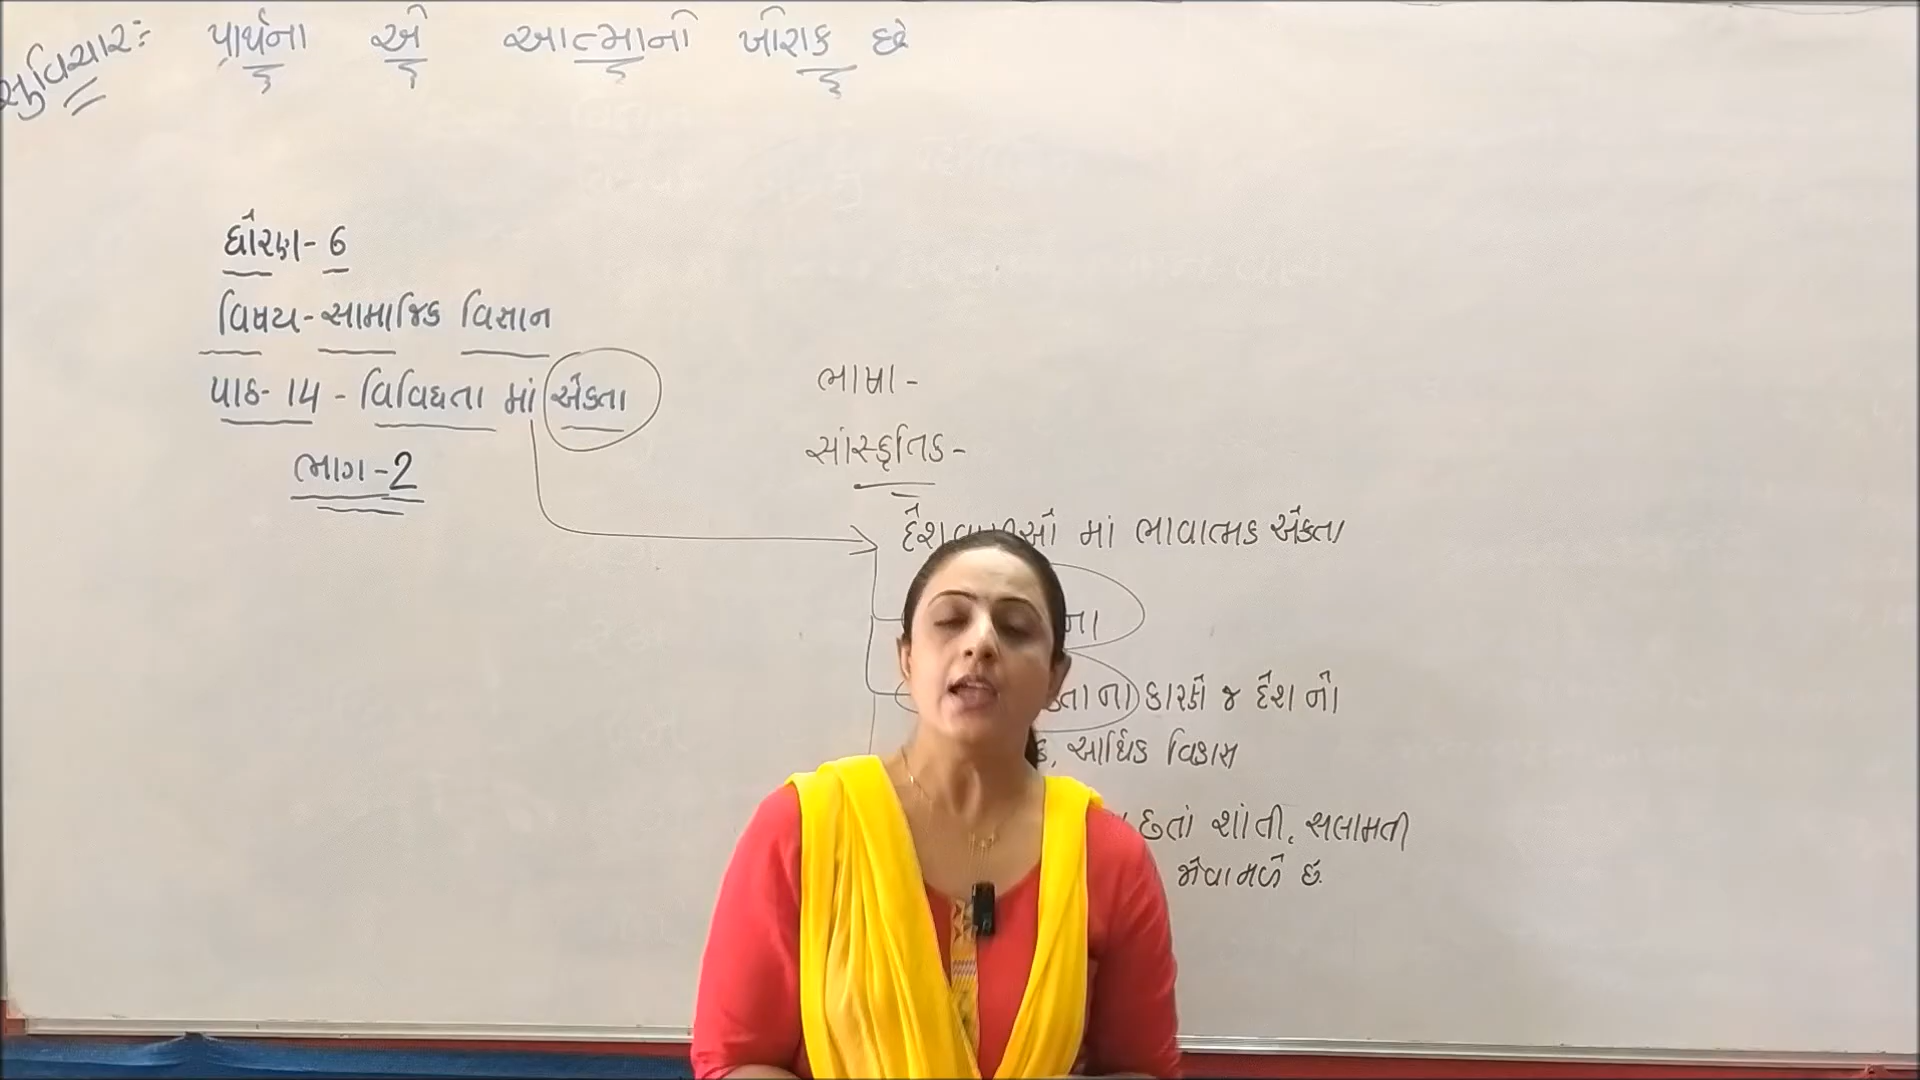 સુવિચારઃ પ્રાર્થના એ આત્માનો ખોરાક છે
ધોરણ - 6
વિષય - સામાજિક વિજ્ઞાન
પાઠ - 14 - વિવિધતા માં એકતા
ભાગ - 2
ભાષા -
સાંસ્કૃતિક -
માં ભાવાત્મક એકતા
કારણે જ દેશ નો
આર્થિક વિકાસ
છતાં શાંતી, સલામતી
જોવા મળે છે.